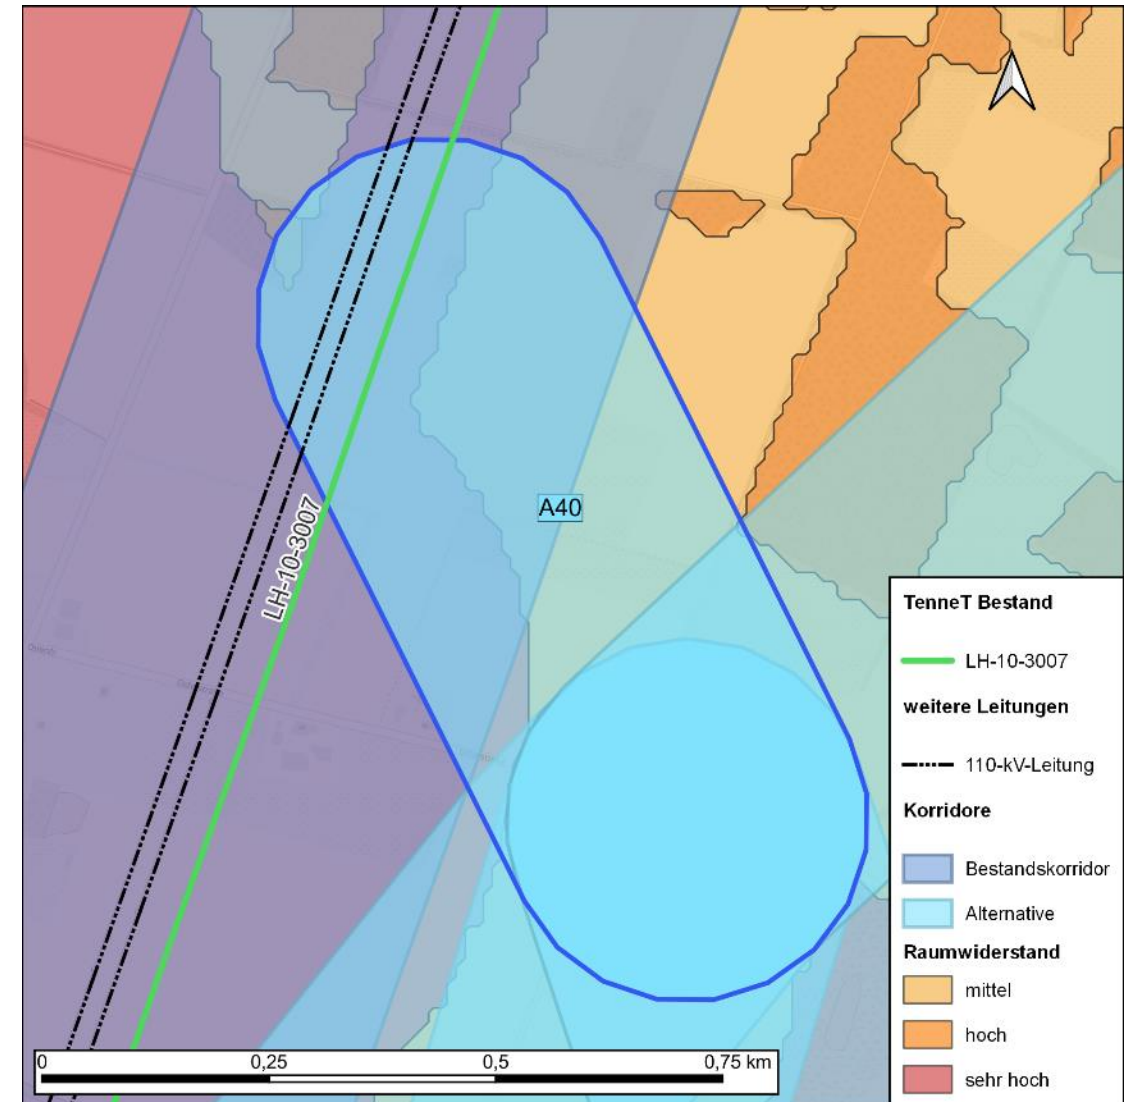 A40
LH-10-3007
TenneT Bestand
LH-10-3007
weitere Leitungen
110-kV-Leitung
Korridore
Bestandskorridor
Alternative
Raumwiderstand
mittel
hoch
sehr hoch
0 0,25 0,5 0,75 km